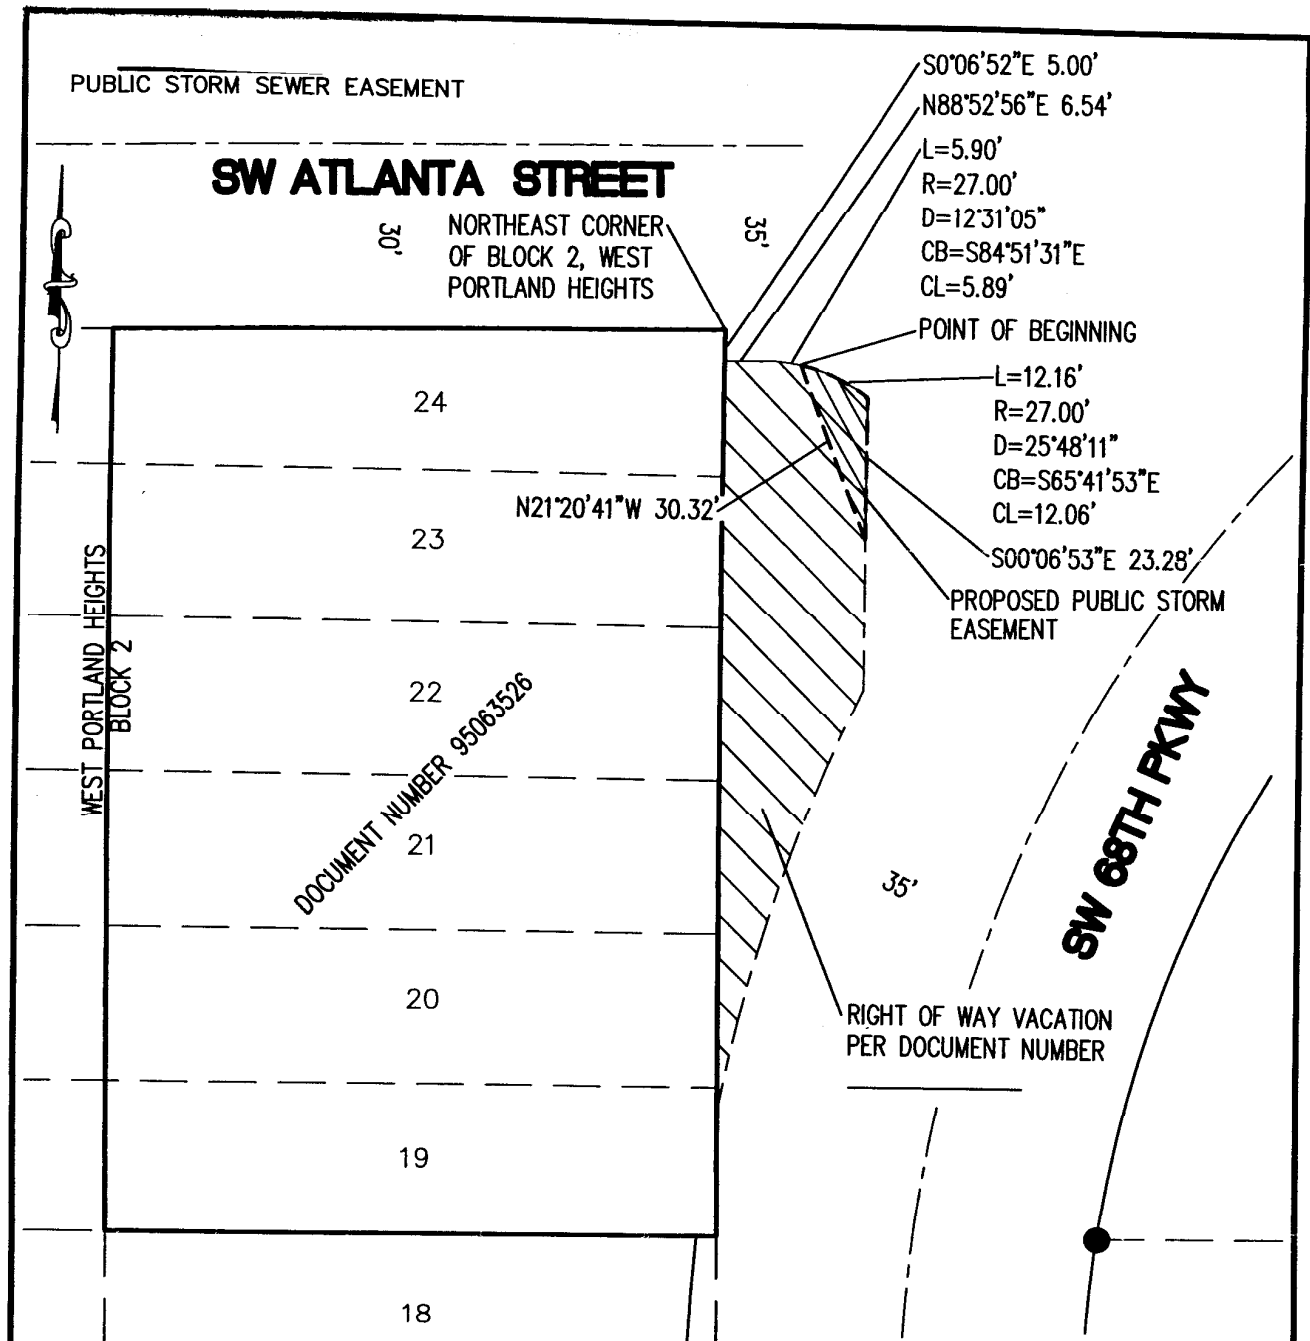 PUBLIC STORM SEWER EASEMENT
SW ATLANTA STREET
30'
35'
NORTHEAST CORNER
OF BLOCK 2, WEST
PORTLAND HEIGHTS
S0°06'52"E 5.00'
N88°52'56"E 6.54'
L=5.90'
R=27.00'
D=12°31'05"
CB=S84°51'31"E
CL=5.89'
POINT OF BEGINNING
L=12.16'
R=27.00'
D=25°48'11"
CB=S65°41'53"E
CL=12.06'
S00°06'53"E 23.28'
PROPOSED PUBLIC STORM
EASEMENT
N21°20'41"W 30.32'
24
23
22
21
20
19
18
WEST PORTLAND HEIGHTS
BLOCK 2
DOCUMENT NUMBER 95063526
35'
SW 68TH PKWY
RIGHT OF WAY VACATION
PER DOCUMENT NUMBER